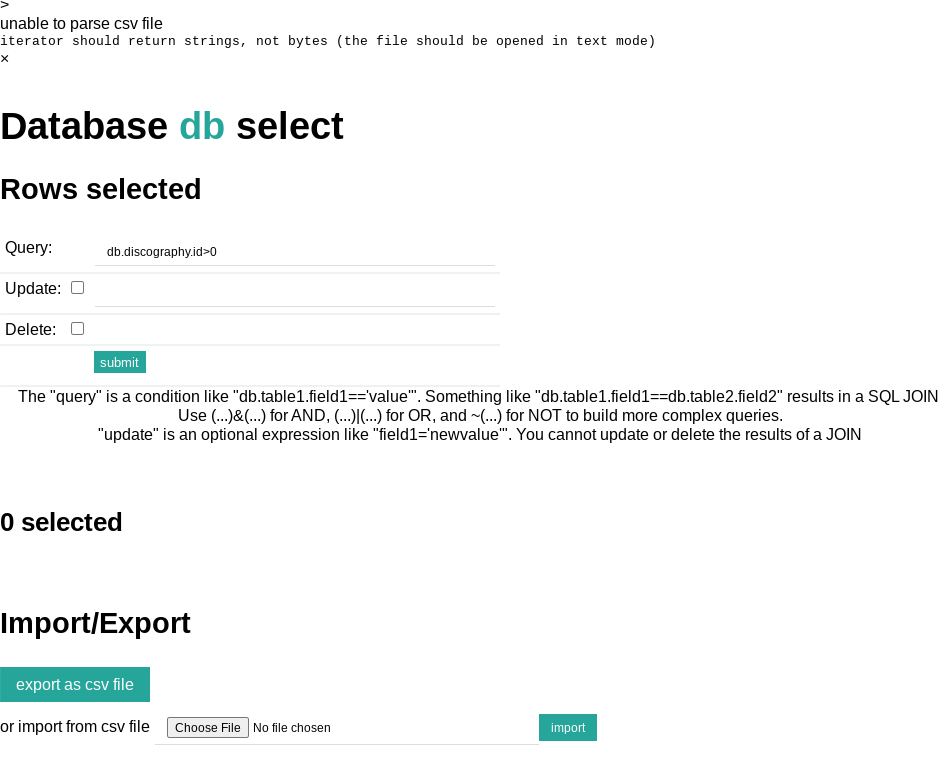 >
unable to parse csv file
iterator should return strings, not bytes (the file should be opened in text mode)
×
Database db select
Rows selected
Query: db.discography.id>0
Update:
Delete:
submit
The "query" is a condition like "db.table1.field1=='value'". Something like "db.table1.field1==db.table2.field2" results in a SQL JOIN
Use (...)&(...) for AND, (...)|(...) for OR, and ~(...) for NOT to build more complex queries.
"update" is an optional expression like "field1='newvalue'". You cannot update or delete the results of a JOIN
0 selected
Import/Export
export as csv file
or import from csv file Choose File No file chosen import